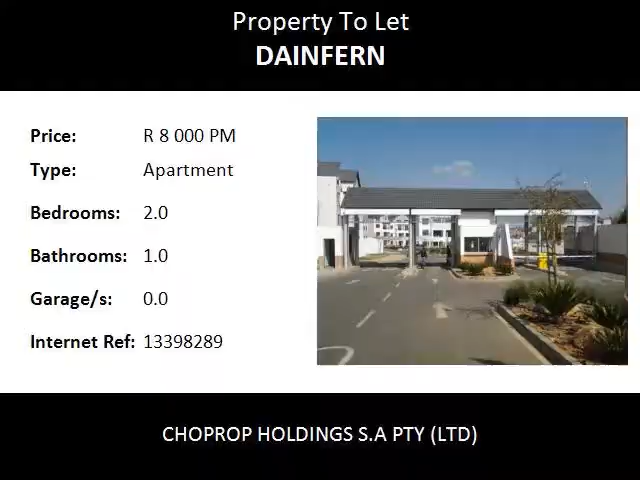 Property To Let
DAINFERN
Price: R 8 000 PM
Type: Apartment
Bedrooms: 2.0
Bathrooms: 1.0
Garage/s: 0.0
Internet Ref: 13398289
CHOPROP HOLDINGS S.A PTY (LTD)